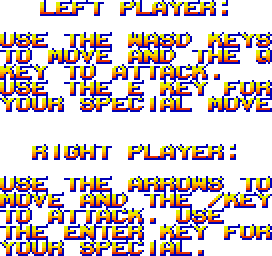 LEFT PLAYER:
USE THE WASD KEYS
TO MOVE AND THE Q
KEY TO ATTACK.
USE THE E KEY FOR
YOUR SPECIAL MOVE
RIGHT PLAYER:
USE THE ARROWS TO
MOVE AND THE /KEY
TO ATTACK. USE
THE ENTER KEY FOR
YOUR SPECIAL.